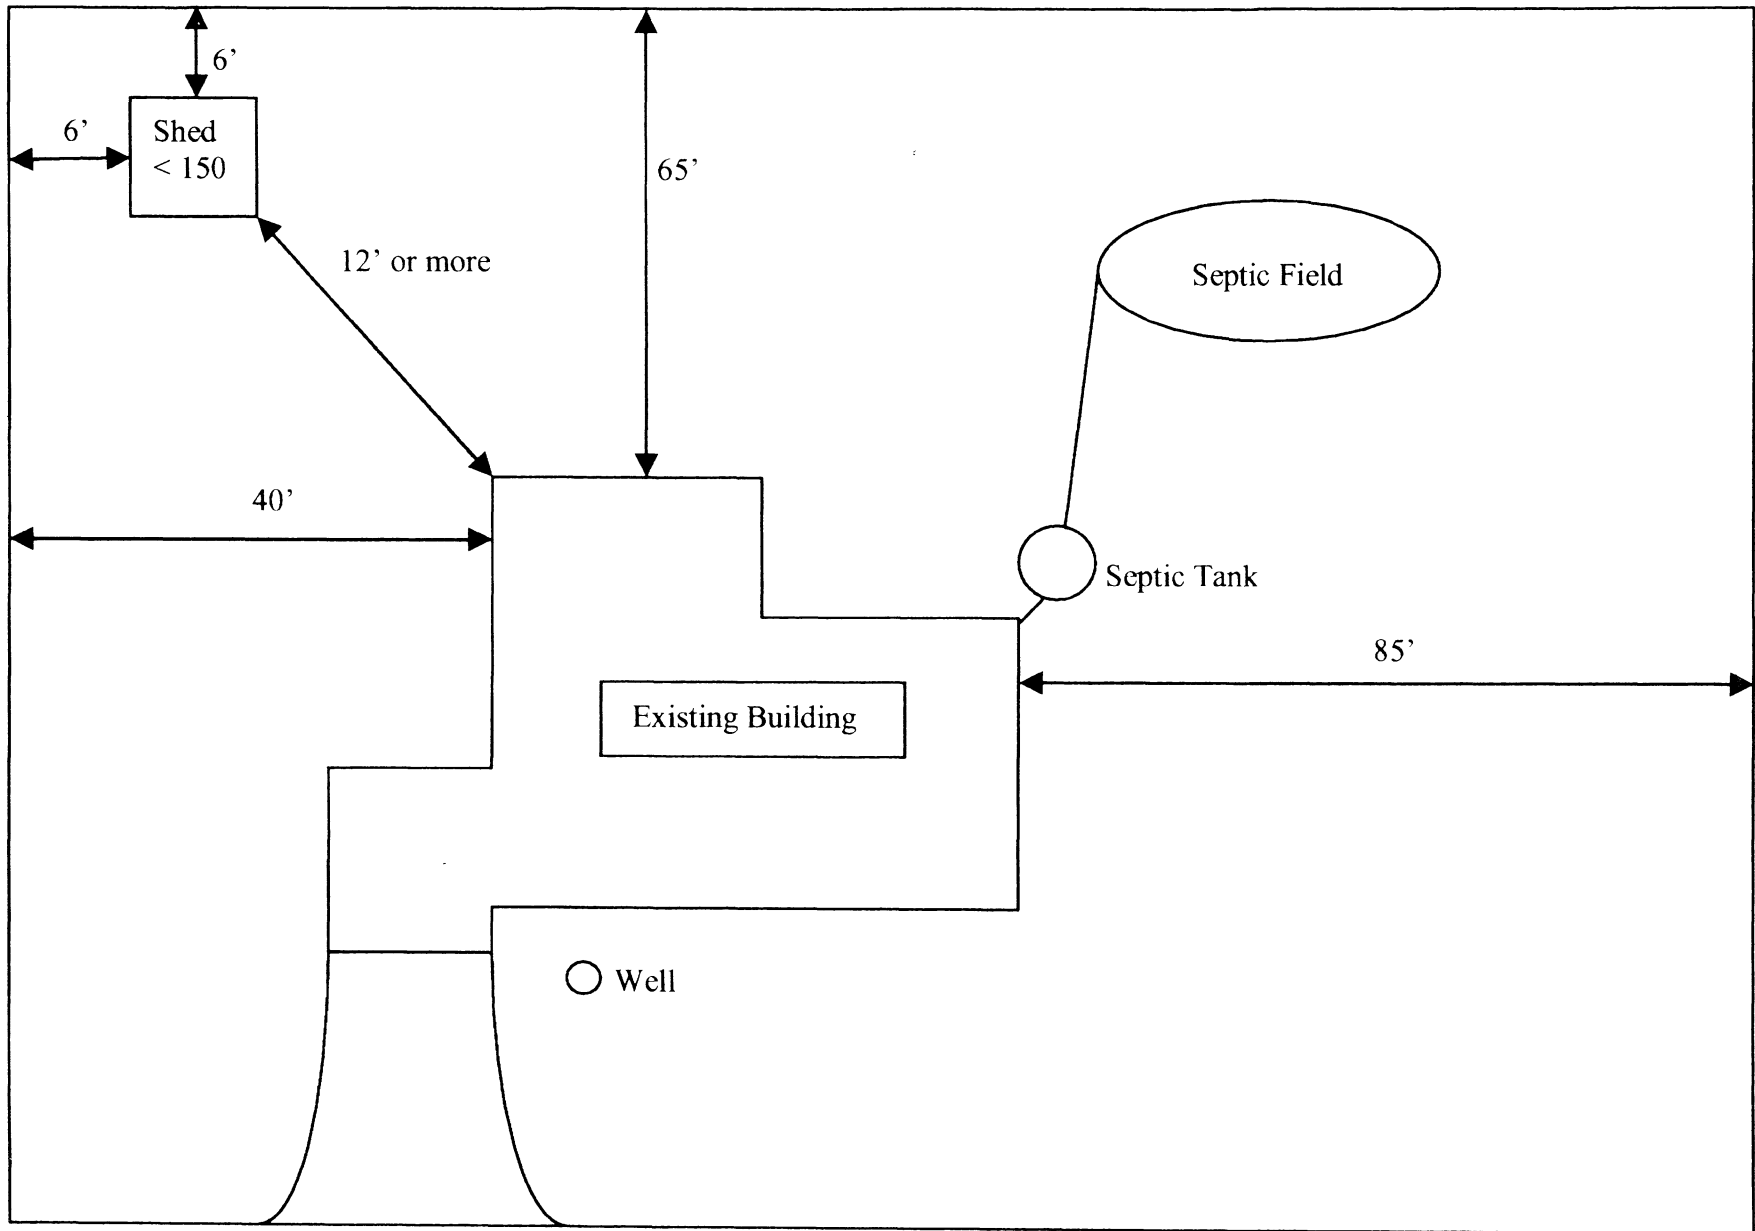 6’
6’
Shed
< 150
65’
12’ or more
Septic Field
40’
Septic Tank
85’
Existing Building
Well